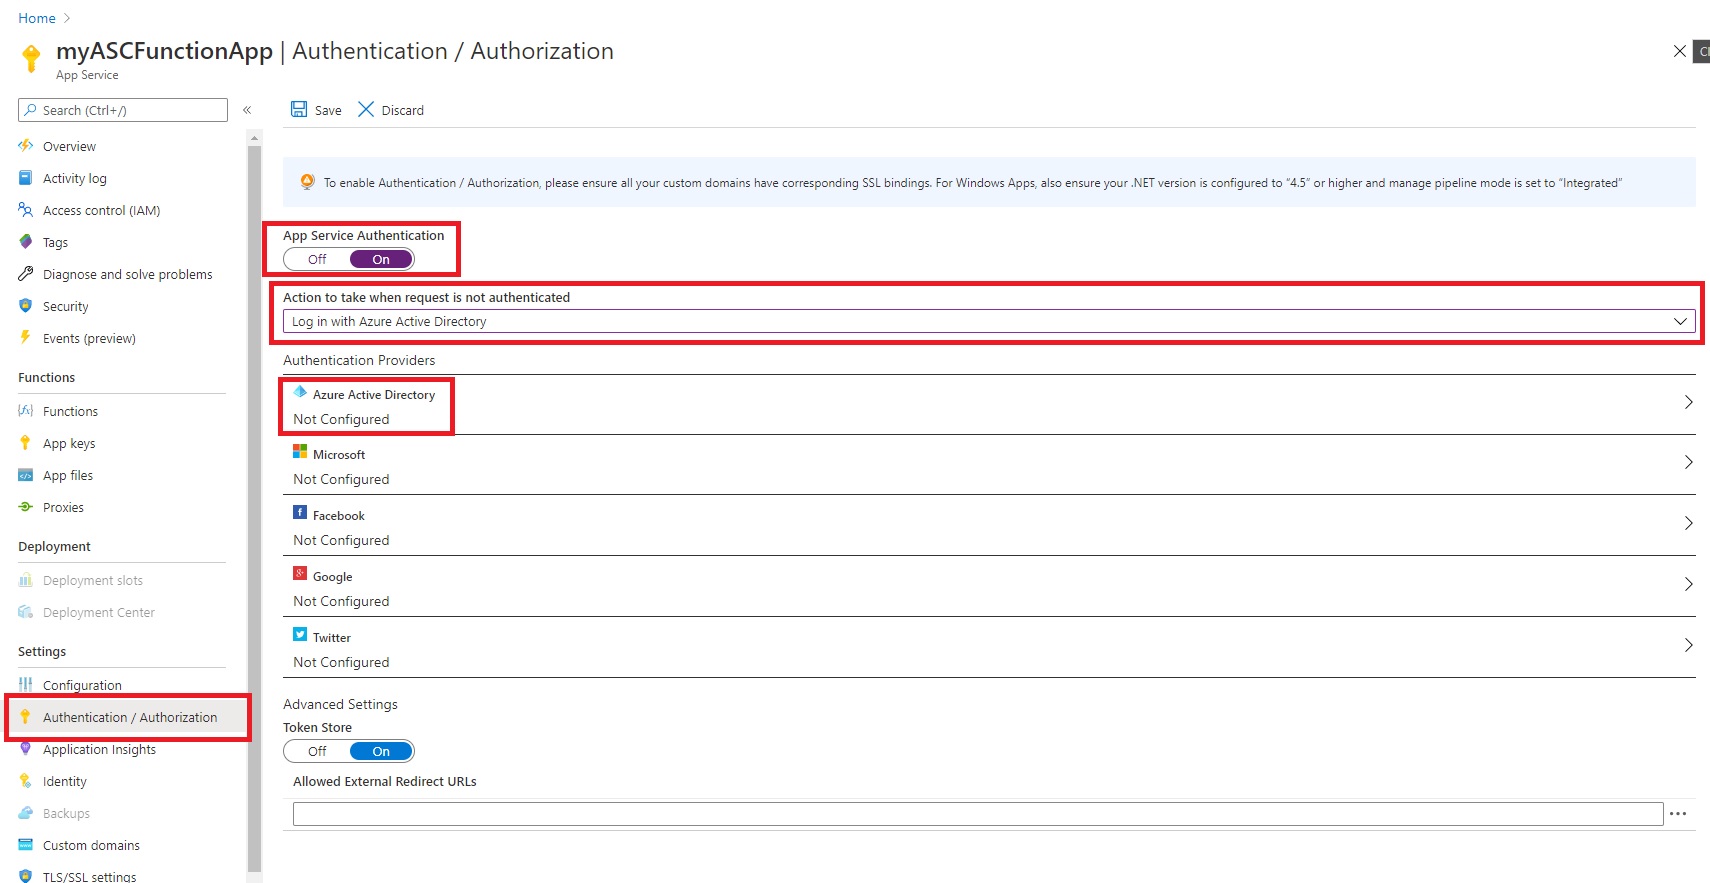 Home
myASCFunctionApp | Authentication / Authorization
App Service
Search (Ctrl+/)
Overview
Activity log
Access control (IAM)
Tags
Diagnose and solve problems
Security
Events (preview)
Functions
Functions
App keys
App files
Proxies
Deployment
Deployment slots
Deployment Center
Settings
Configuration
Authentication / Authorization
Application Insights
Identity
Backups
Custom domains
TLS/SSL settings
Save
Discard
To enable Authentication / Authorization, please ensure all your custom domains have corresponding SSL bindings. For Windows Apps, also ensure your .NET version is configured to “4.5” or higher and manage pipeline mode is set to “Integrated”
App Service Authentication
Off On
Action to take when request is not authenticated
Log in with Azure Active Directory
Authentication Providers
Azure Active Directory
Not Configured
Microsoft
Not Configured
Facebook
Not Configured
Google
Not Configured
Twitter
Not Configured
Advanced Settings
Token Store
Off On
Allowed External Redirect URLs